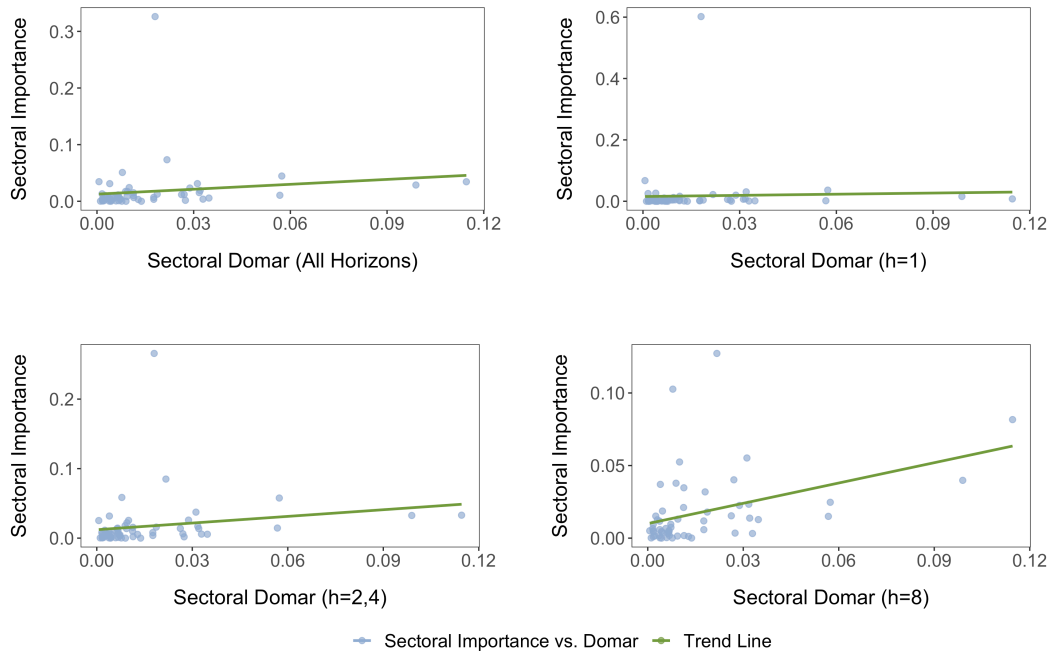 Sectoral Importance
0.3
0.2
0.1
0.0
0.00 0.03 0.06 0.09 0.12
Sectoral Domar (All Horizons)
Sectoral Importance
0.6
0.4
0.2
0.0
0.00 0.03 0.06 0.09 0.12
Sectoral Domar (h=1)
Sectoral Importance
0.2
0.1
0.0
0.00 0.03 0.06 0.09 0.12
Sectoral Domar (h=2,4)
Sectoral Importance
0.10
0.05
0.00
0.00 0.03 0.06 0.09 0.12
Sectoral Domar (h=8)
Sectoral Importance vs. Domar Trend Line